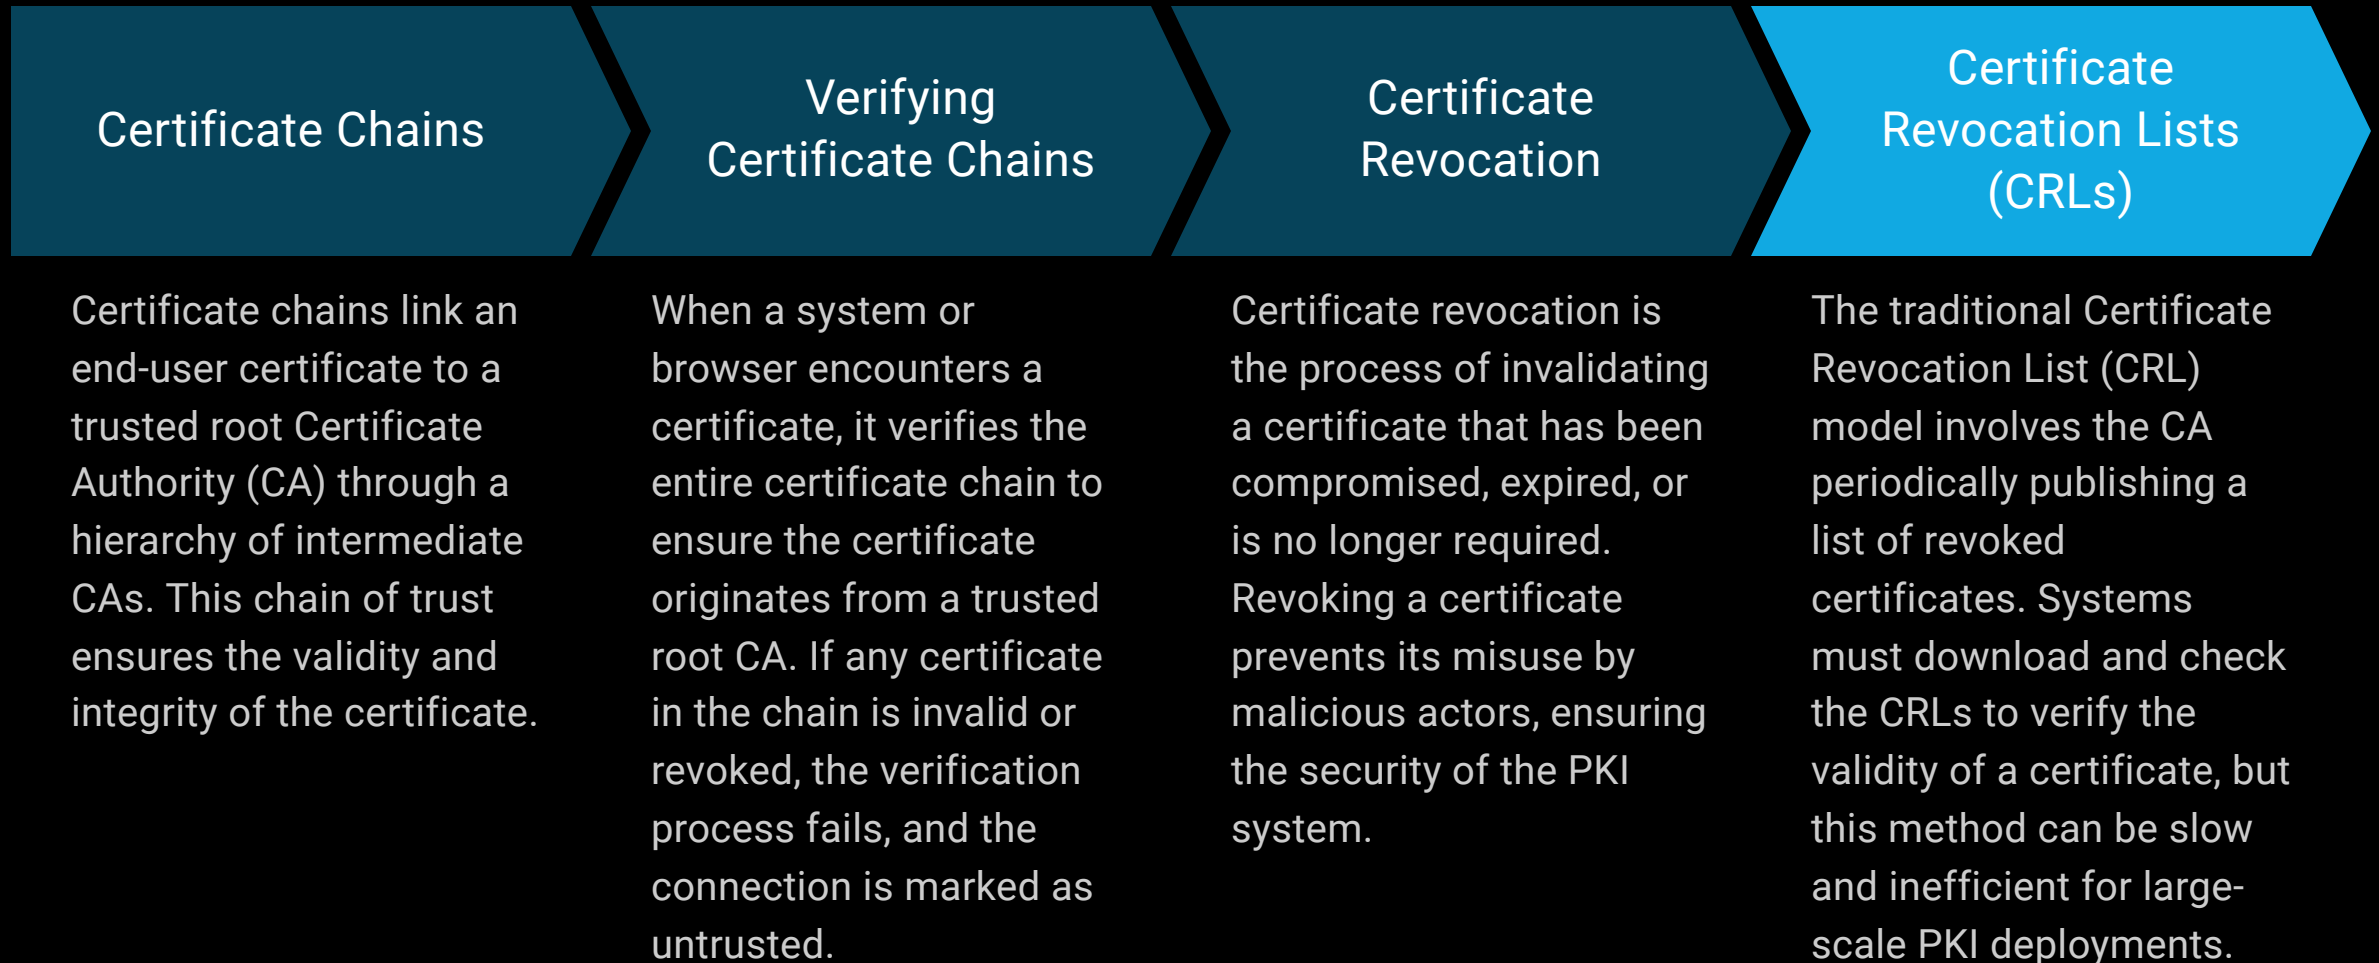 Certificate Chains
Certificate chains link an
end-user certificate to a
trusted root Certificate
Authority (CA) through a
hierarchy of intermediate
CAs. This chain of trust
ensures the validity and
integrity of the certificate.
Verifying
Certificate Chains
When a system or
browser encounters a
certificate, it verifies the
entire certificate chain to
ensure the certificate
originates from a trusted
root CA. If any certificate
in the chain is invalid or
revoked, the verification
process fails, and the
connection is marked as
untrusted.
Certificate
Revocation
Certificate revocation is
the process of invalidating
a certificate that has been
compromised, expired, or
is no longer required.
Revoking a certificate
prevents its misuse by
malicious actors, ensuring
the security of the PKI
system.
Certificate
Revocation Lists
(CRLs)
The traditional Certificate
Revocation List (CRL)
model involves the CA
periodically publishing a
list of revoked
certificates. Systems
must download and check
the CRLs to verify the
validity of a certificate, but
this method can be slow
and inefficient for large-
scale PKI deployments.